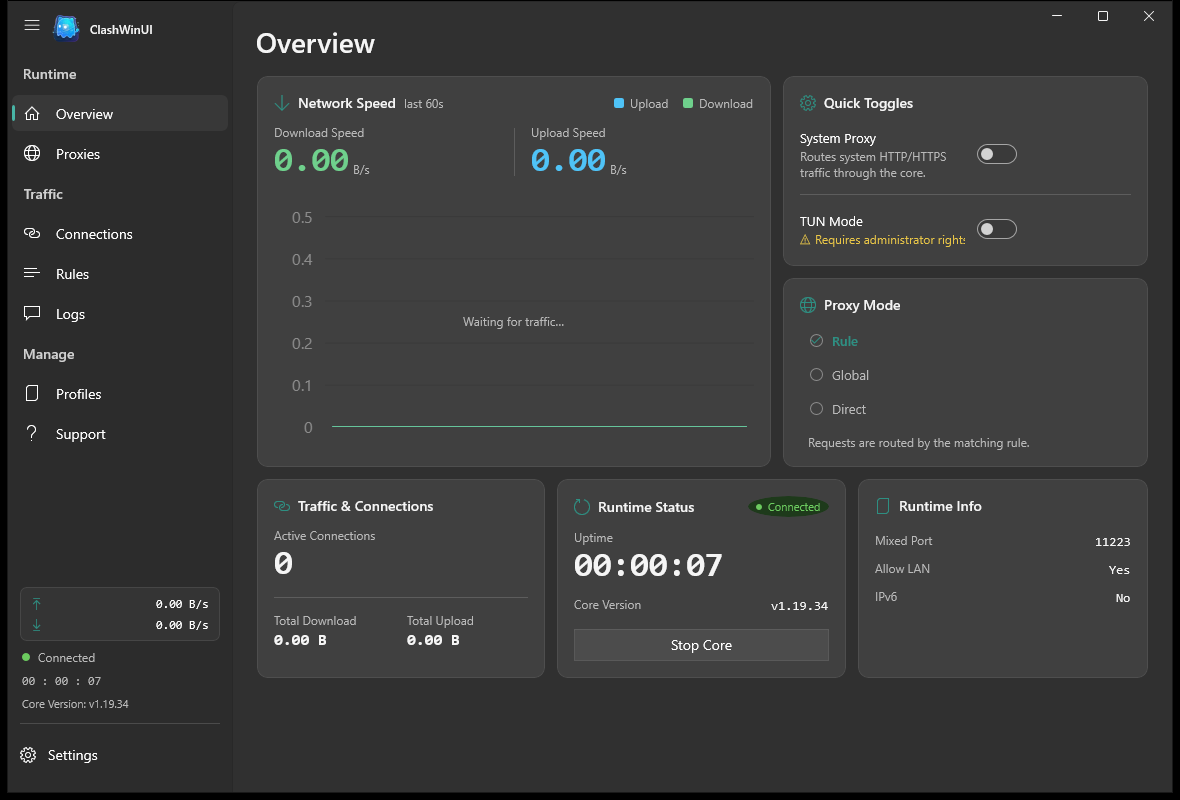 ClashWinUI
Runtime
Overview
Proxies
Traffic
Connections
Rules
Logs
Manage
Profiles
Support
0.00 B/s
0.00 B/s
Connected
00 : 00 : 07
Core Version: v1.19.34
Settings
Overview
Network Speed last 60s
Upload Download
Download Speed
0.00 B/s
Upload Speed
0.00 B/s
0.5
0.4
0.3
0.2
0.1
0
Waiting for traffic...
Quick Toggles
System Proxy
Routes system HTTP/HTTPS
traffic through the core.
TUN Mode
Requires administrator rights
Proxy Mode
Rule
Global
Direct
Requests are routed by the matching rule.
Traffic & Connections
Active Connections
0
Total Download
0.00 B
Total Upload
0.00 B
Runtime Status
Connected
Uptime
00:00:07
Core Version v1.19.34
Stop Core
Runtime Info
Mixed Port 11223
Allow LAN Yes
IPv6 No